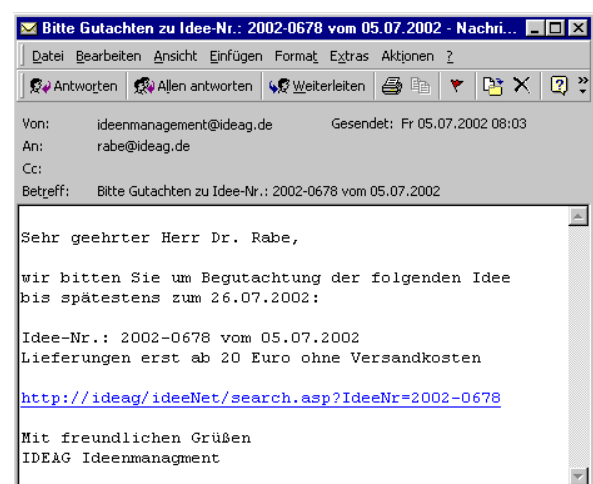 Bitte Gutachten zu Idee-Nr.: 2002-0678 vom 05.07.2002 - Nachri...
Datei Bearbeiten Ansicht Einfügen Format Extras Aktionen ?
Antworten Allen antworten Weiterleiten
Von: ideenmanagement@ideag.de Gesendet: Fr 05.07.2002 08:03
An: rabe@ideag.de
Cc:
Betreff: Bitte Gutachten zu Idee-Nr.: 2002-0678 vom 05.07.2002
Sehr geehrter Herr Dr. Rabe,
wir bitten Sie um Begutachtung der folgenden Idee
bis spätestens zum 26.07.2002:
Idee-Nr.: 2002-0678 vom 05.07.2002
Lieferungen erst ab 20 Euro ohne Versandkosten
http://ideag/ideeNet/search.asp?IdeeNr=2002-0678
Mit freundlichen Grüßen
IDEAG Ideenmanagment